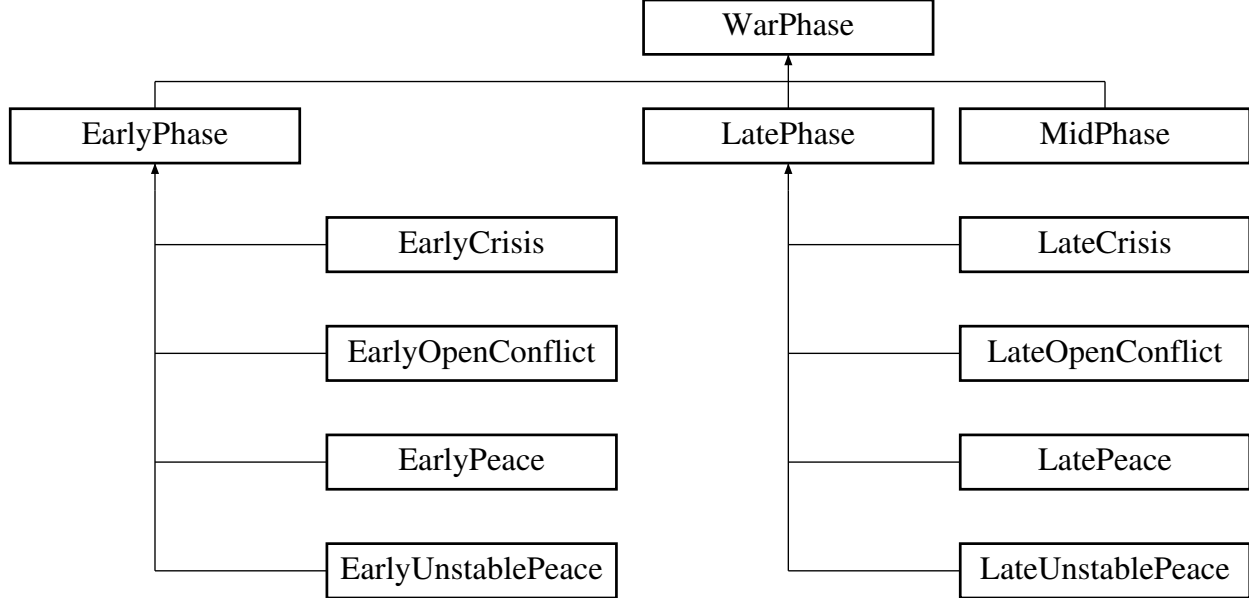 WarPhase
EarlyPhase
LatePhase
MidPhase
EarlyCrisis
LateCrisis
EarlyOpenConflict
LateOpenConflict
EarlyPeace
LatePeace
EarlyUnstablePeace
LateUnstablePeace